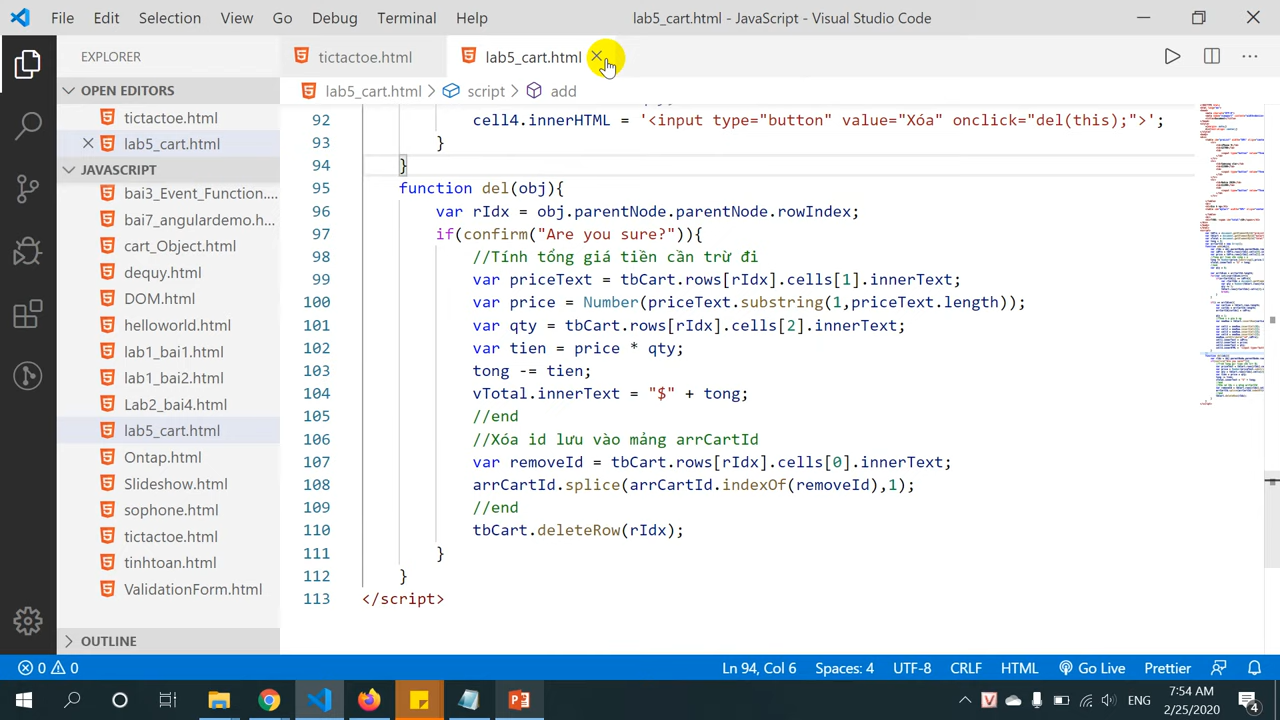 File Edit Selection View Go Debug Terminal Help lab5_cart.html - JavaScript - Visual Studio Code
EXPLORER
tictactoe.html
lab5_cart.html
lab5_cart.html > script > add
OPEN EDITORS
tictactoe.html
lab5_cart.html
JAVASCRIPT
bai3_Event_Function....
bai7_angulardemo.h...
cart_Object.html
dequy.html
DOM.html
helloworld.html
lab1_bai1.html
lab1_bai2.html
Lab2_bai4.html
lab5_cart.html
Ontap.html
Slideshow.html
sophone.html
tictactoe.html
tinhtoan.html
ValidationForm.html
OUTLINE
92 cell4.innerHTML = '<input type="button" value="Xóa" onclick="del(this);">';
93 }
94 }
95 function del(obj){
96 var rIdx = obj.parentNode.parentNode.rowIndex;
97 if(confirm("Are you sure?")){
98 //Tính tổng giá tiền cần trừ đi
99 var priceText = tbCart.rows[rIdx].cells[1].innerText;
100 var price = Number(priceText.substring(1,priceText.length));
101 var qty = tbCart.rows[rIdx].cells[2].innerText;
102 var tien = price * qty;
103 tong -= tien;
104 vTotal.innerText = "$" + tong;
105 //end
106 //Xóa id lưu vào mảng arrCartId
107 var removeId = tbCart.rows[rIdx].cells[0].innerText;
108 arrCartId.splice(arrCartId.indexOf(removeId),1);
109 //end
110 tbCart.deleteRow(rIdx);
111 }
112 }
113 </script>
0 0 Ln 94, Col 6 Spaces: 4 UTF-8 CRLF HTML Go Live Prettier
ENG 7:54 AM
2/25/2020
4